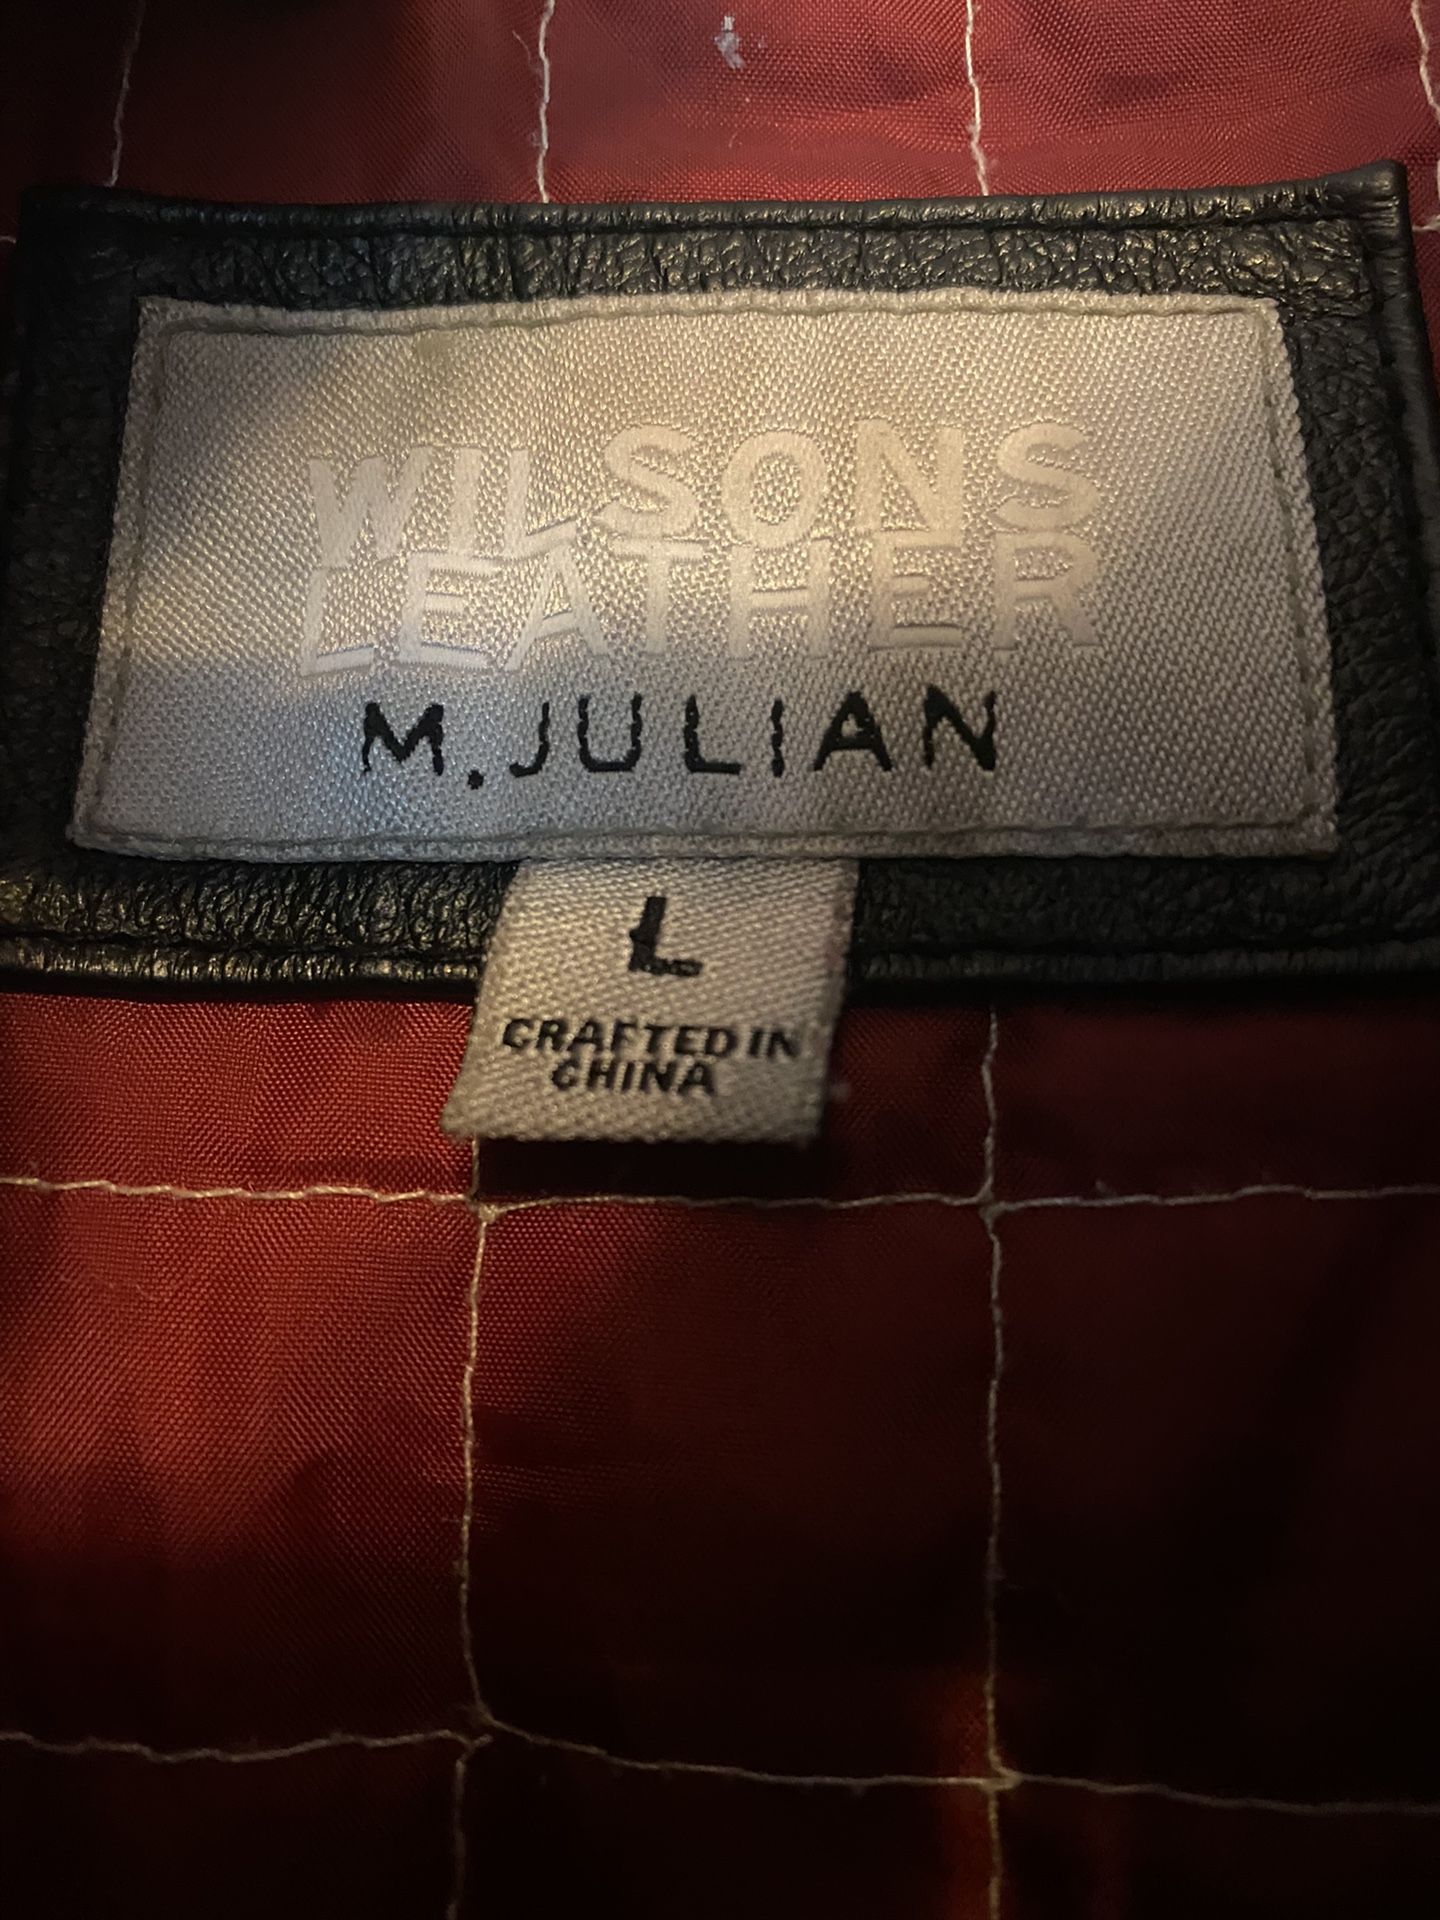 WILSONS
LEATHER
M. JULIAN
L
CRAFTED IN
CHINA